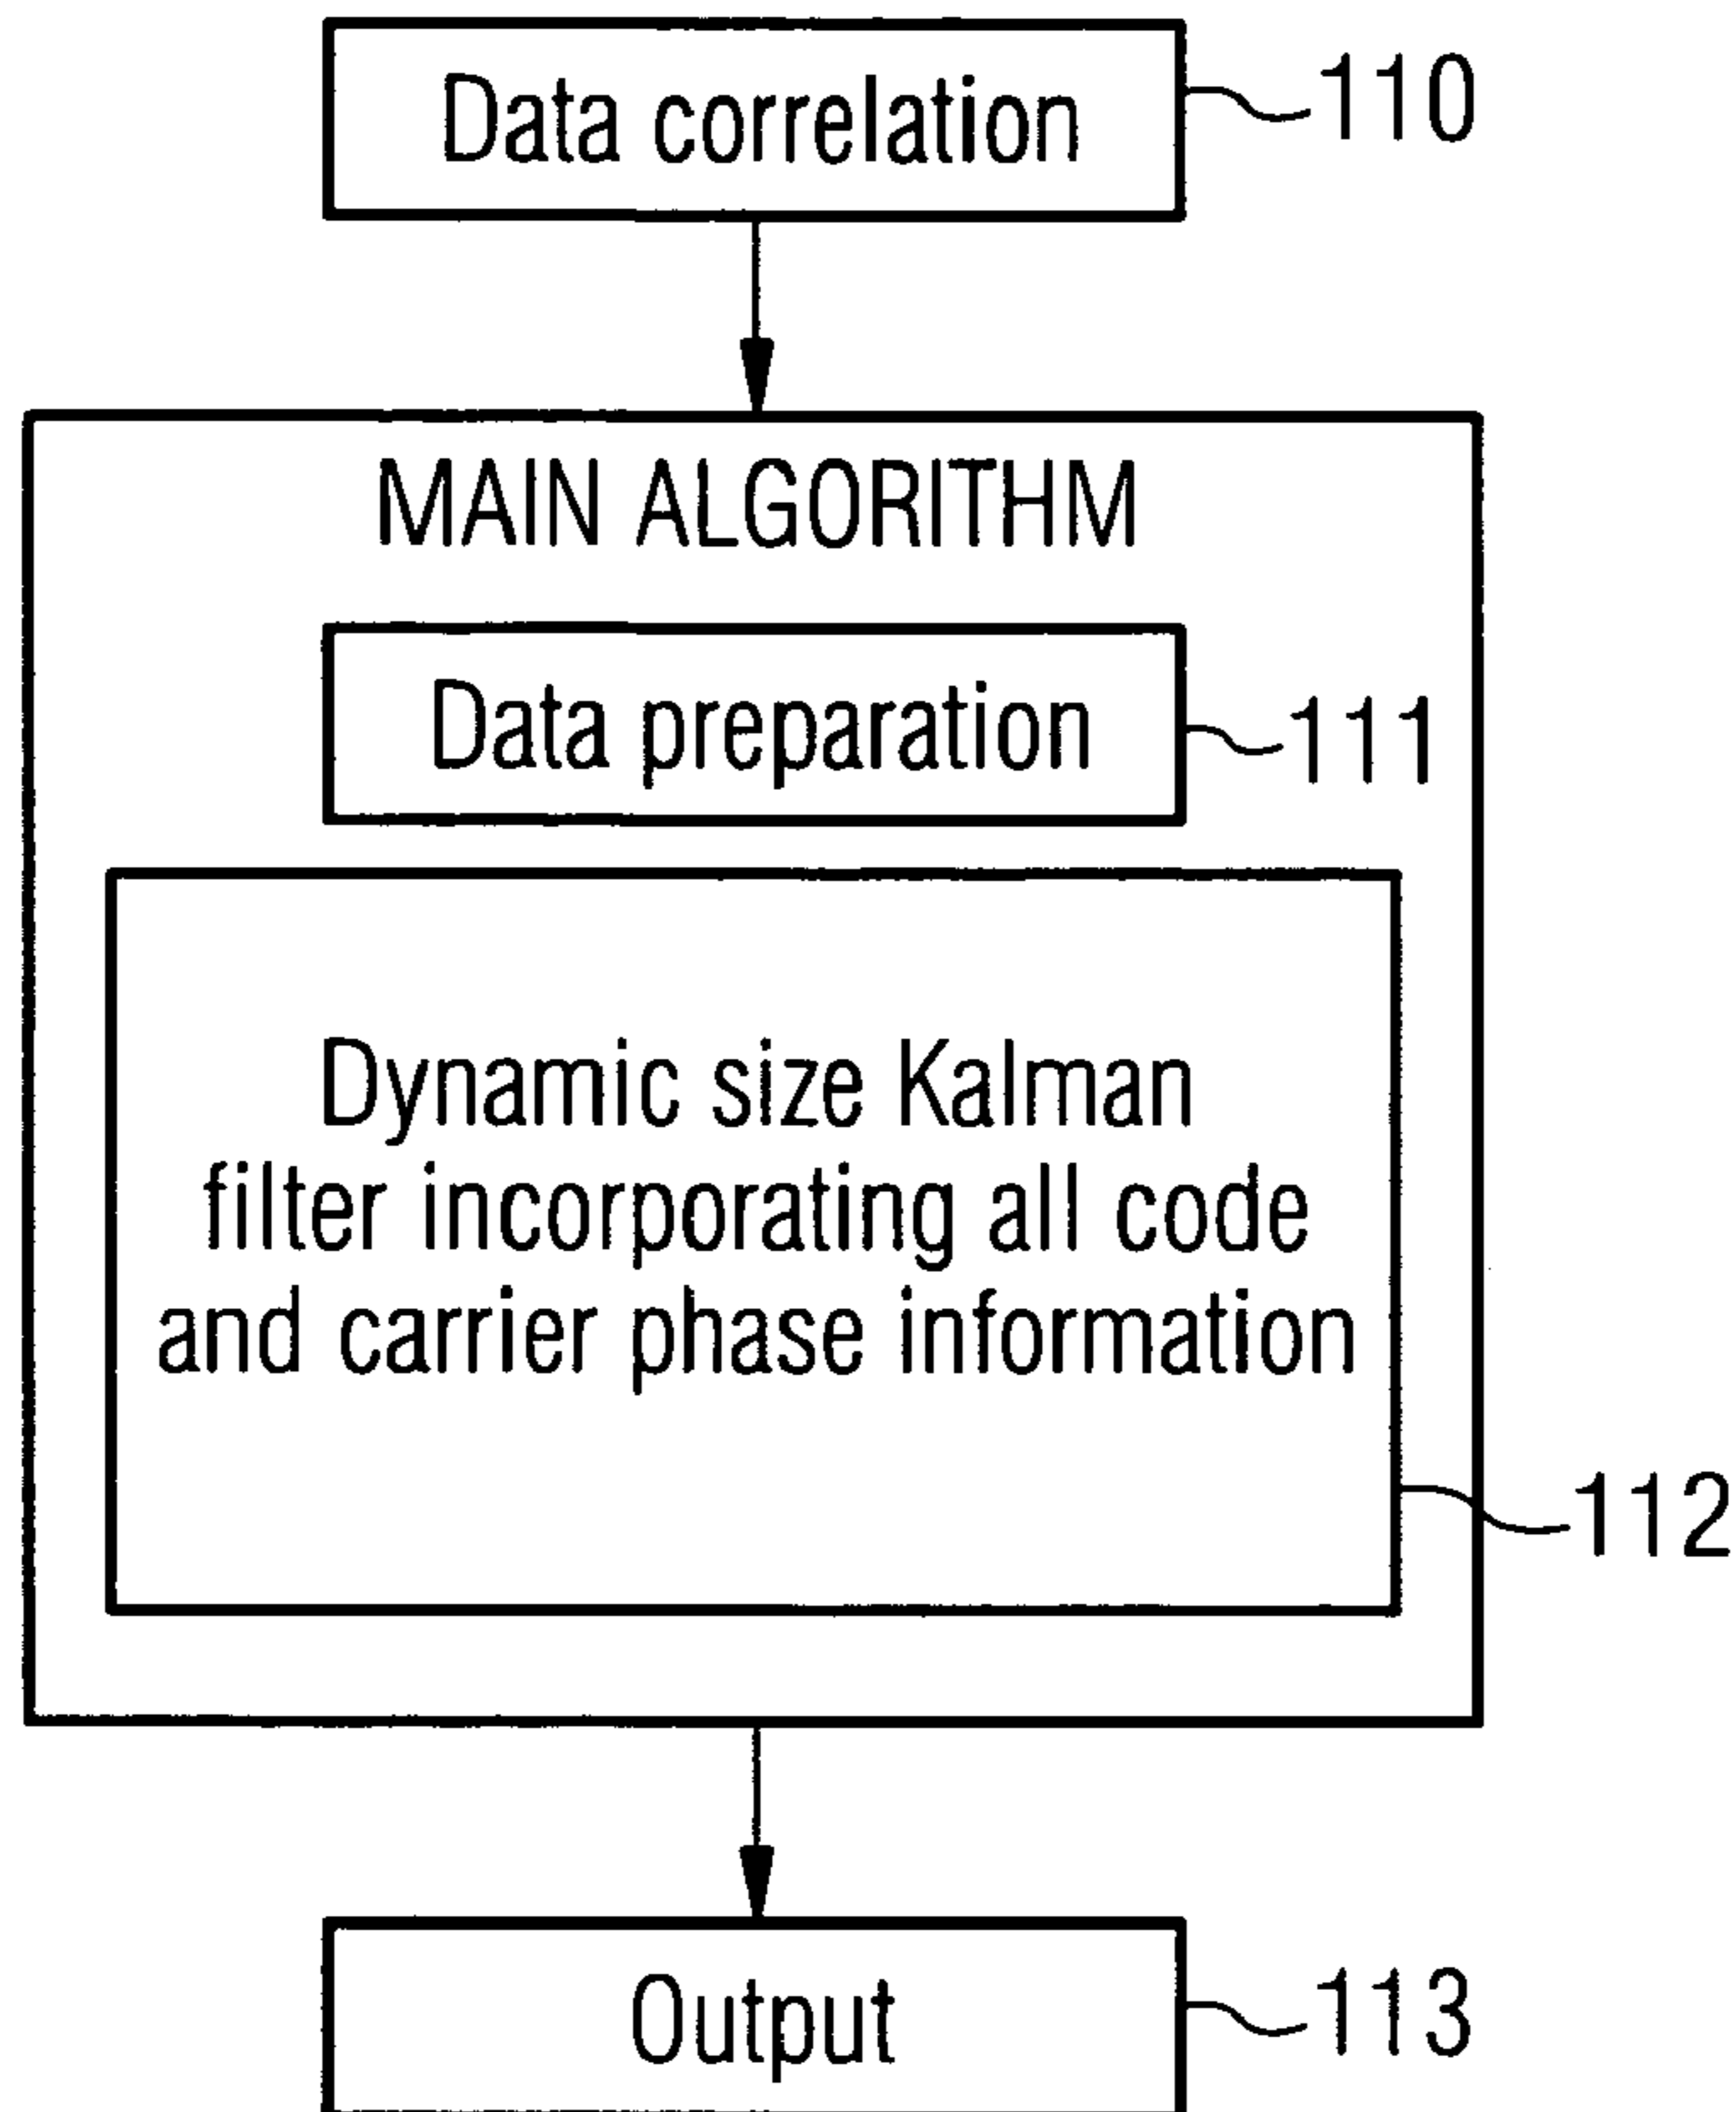 Data correlation
110
MAIN ALGORITHM
Data preparation
111
Dynamic size Kalman
filter incorporating all code
and carrier phase information
112
Output
113